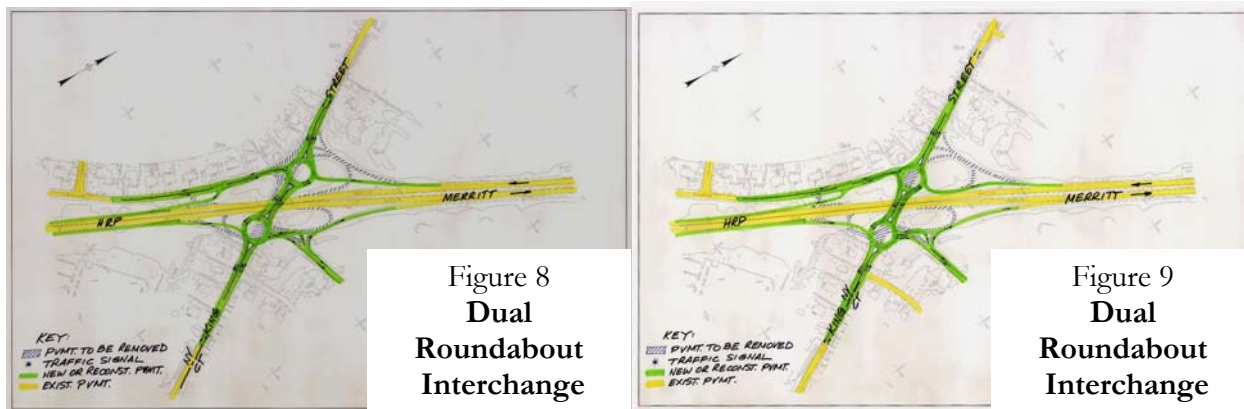 STREET
HRP
MERRITT
KING
NY
CT
KEY:
PVMT. TO BE REMOVED
TRAFFIC SIGNAL
NEW OR RECONST. PVMT.
EXIST. PVMT.
Figure 8
Dual
Roundabout
Interchange
STREET
HRP
MERRITT
KING
NY
CT
KEY:
PVMT. TO BE REMOVED
TRAFFIC SIGNAL
NEW OR RECONST. PVMT.
EXIST. PVMT.
Figure 9
Dual
Roundabout
Interchange